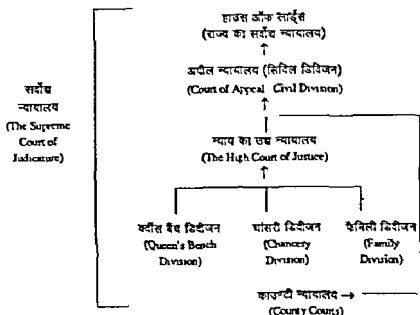 हाउस ऑफ लार्ड्स
(राज्य का सर्वोच्च न्यायालय)
↑
अपील न्यायालय (सिविल डिविजन)
(Court of Appeal Civil Division)
↑
सर्वोच्च
न्यायालय
(The Supreme
Court of
Judicature)
न्याय का उच्च न्यायालय
(The High Court of Justice)
↑
क्वींस बैंच डिवीजन
(Queen's Bench
Division)
चांसरी डिवीजन
(Chancery
Division)
फैमिली डिवीजन
(Family
Division)
काउण्टी न्यायालय →
(County Courts)